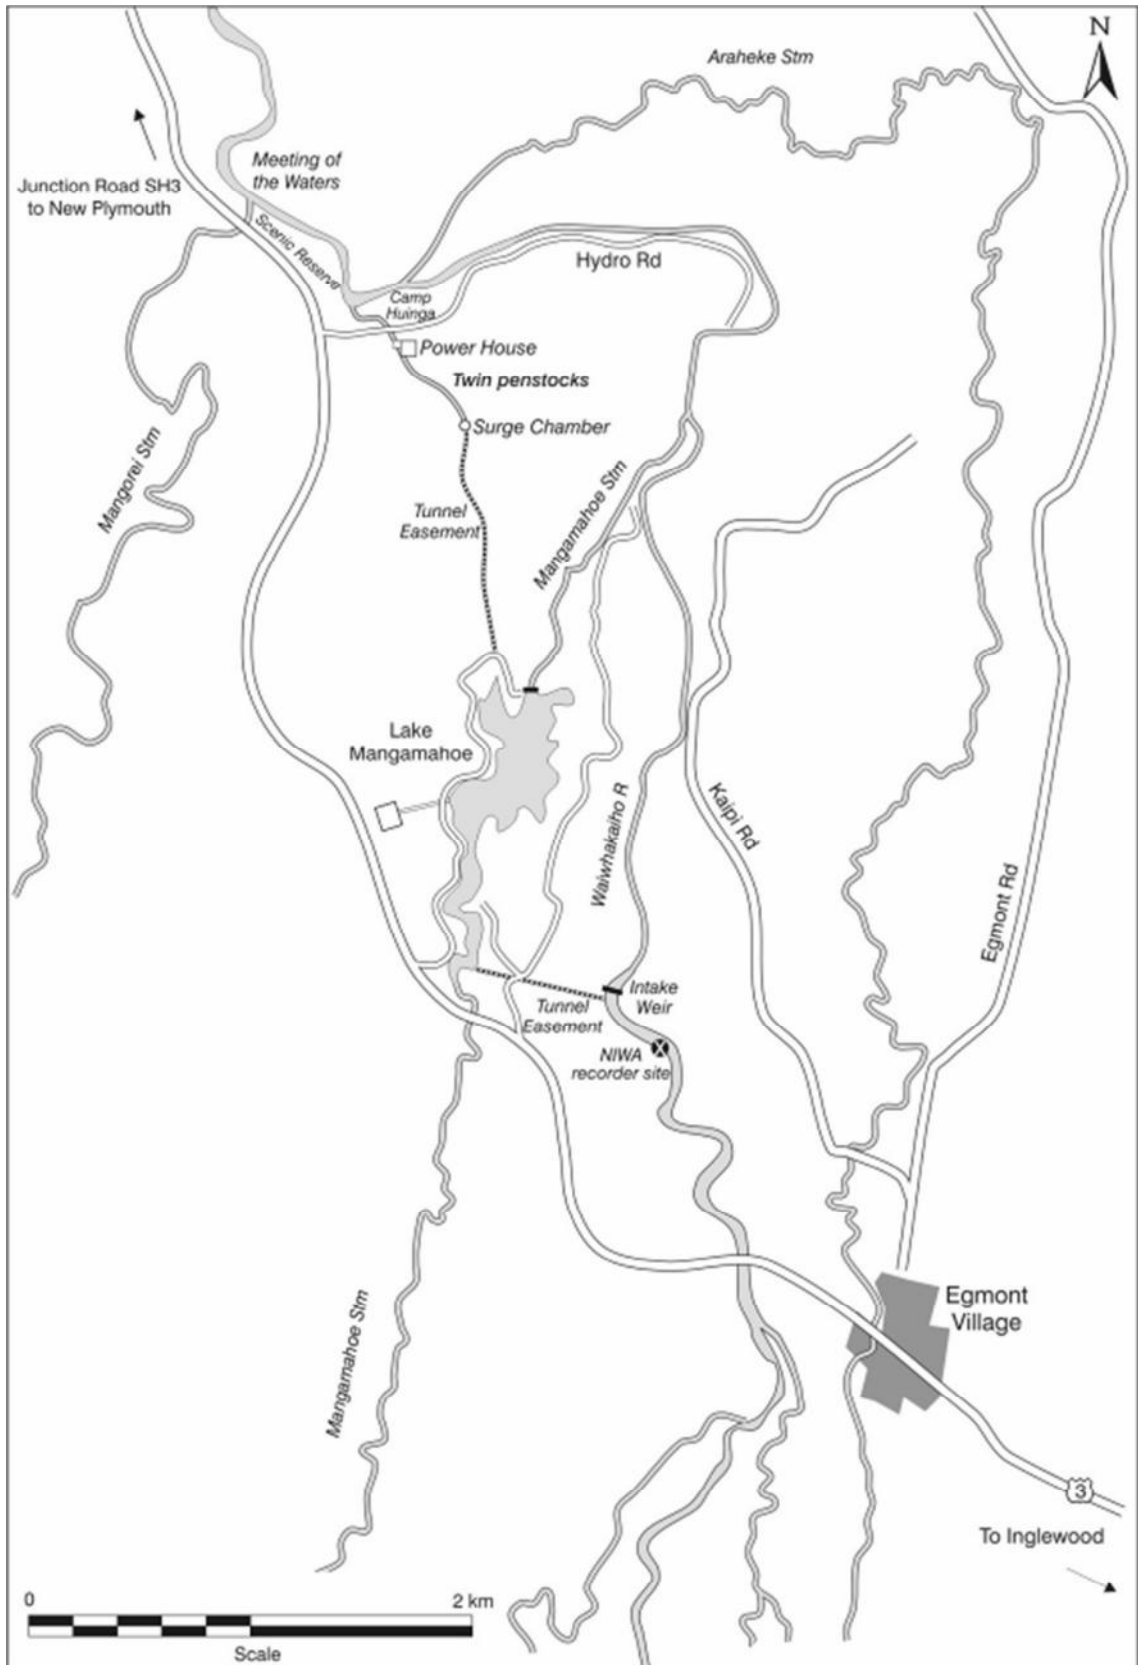 N
Araheke Stm
Meeting of
the Waters
Junction Road SH3
to New Plymouth
Scenic Reserve
Hydro Rd
Camp
Huinga
Power House
Twin penstocks
Surge Chamber
Mangorei Stm
Tunnel
Easement
Mangamahoe Stm
Lake
Mangamahoe
Kaipi Rd
Waiwhakaiho R
Egmont Rd
Intake
Weir
Tunnel
Easement
NIWA
recorder site
Egmont
Village
Mangamahoe Stm
3
To Inglewood
0
2 km
Scale